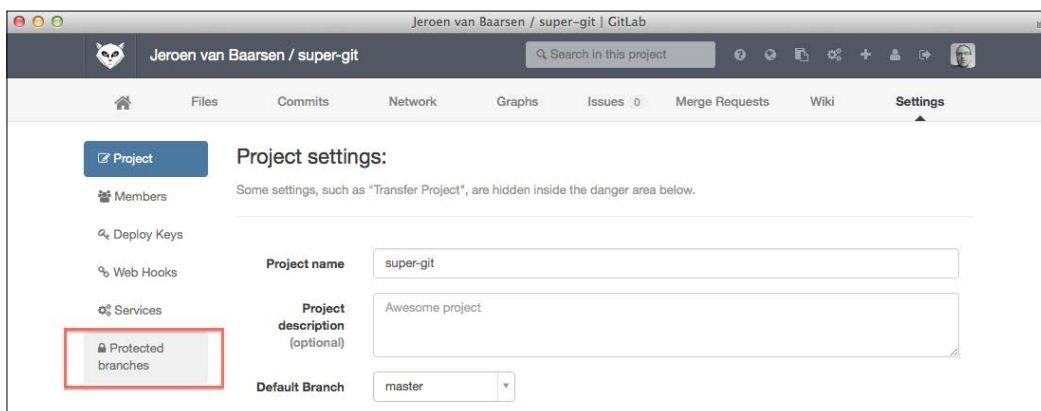 Jeroen van Baarsen / super-git | GitLab
Jeroen van Baarsen / super-git
Search in this project
Files
Commits
Network
Graphs
Issues 0
Merge Requests
Wiki
Settings
Project
Members
Deploy Keys
Web Hooks
Services
Protected
branches
Project settings:
Some settings, such as "Transfer Project", are hidden inside the danger area below.
Project name
super-git
Project
description
(optional)
Awesome project
Default Branch
master